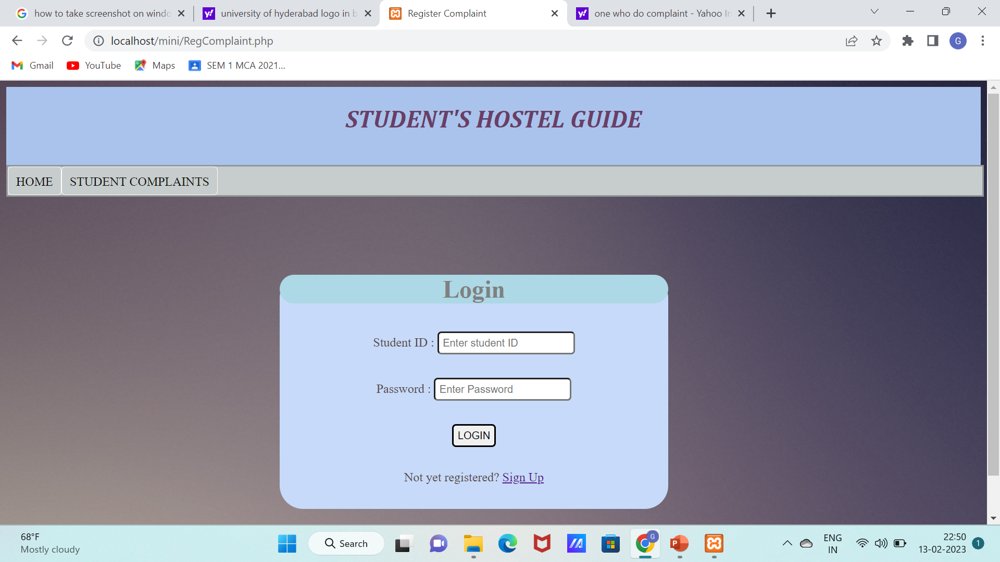 how to take screenshot on windo
university of hyderabad logo in b
Register Complaint
one who do complaint - Yahoo In
localhost/mini/RegComplaint.php
G
Gmail
YouTube
Maps
SEM 1 MCA 2021...
STUDENT'S HOSTEL GUIDE
HOME
STUDENT COMPLAINTS
Login
Student ID : Enter student ID
Password : Enter Password
LOGIN
Not yet registered? Sign Up
68°F
Mostly cloudy
Search
ENG
IN
22:50
13-02-2023
1